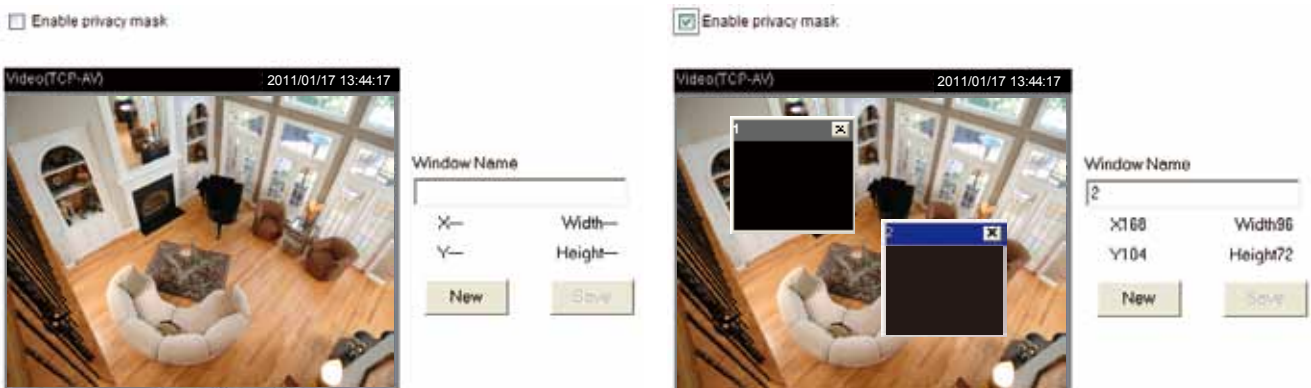 Enable privacy mask
Video(TCP-AV) 2011/01/17 13:44:17
Window Name
X— Width—
Y— Height—
New Save
Enable privacy mask
Video(TCP-AV) 2011/01/17 13:44:17
1
2
Window Name
2
X168 Width96
Y104 Height72
New Save